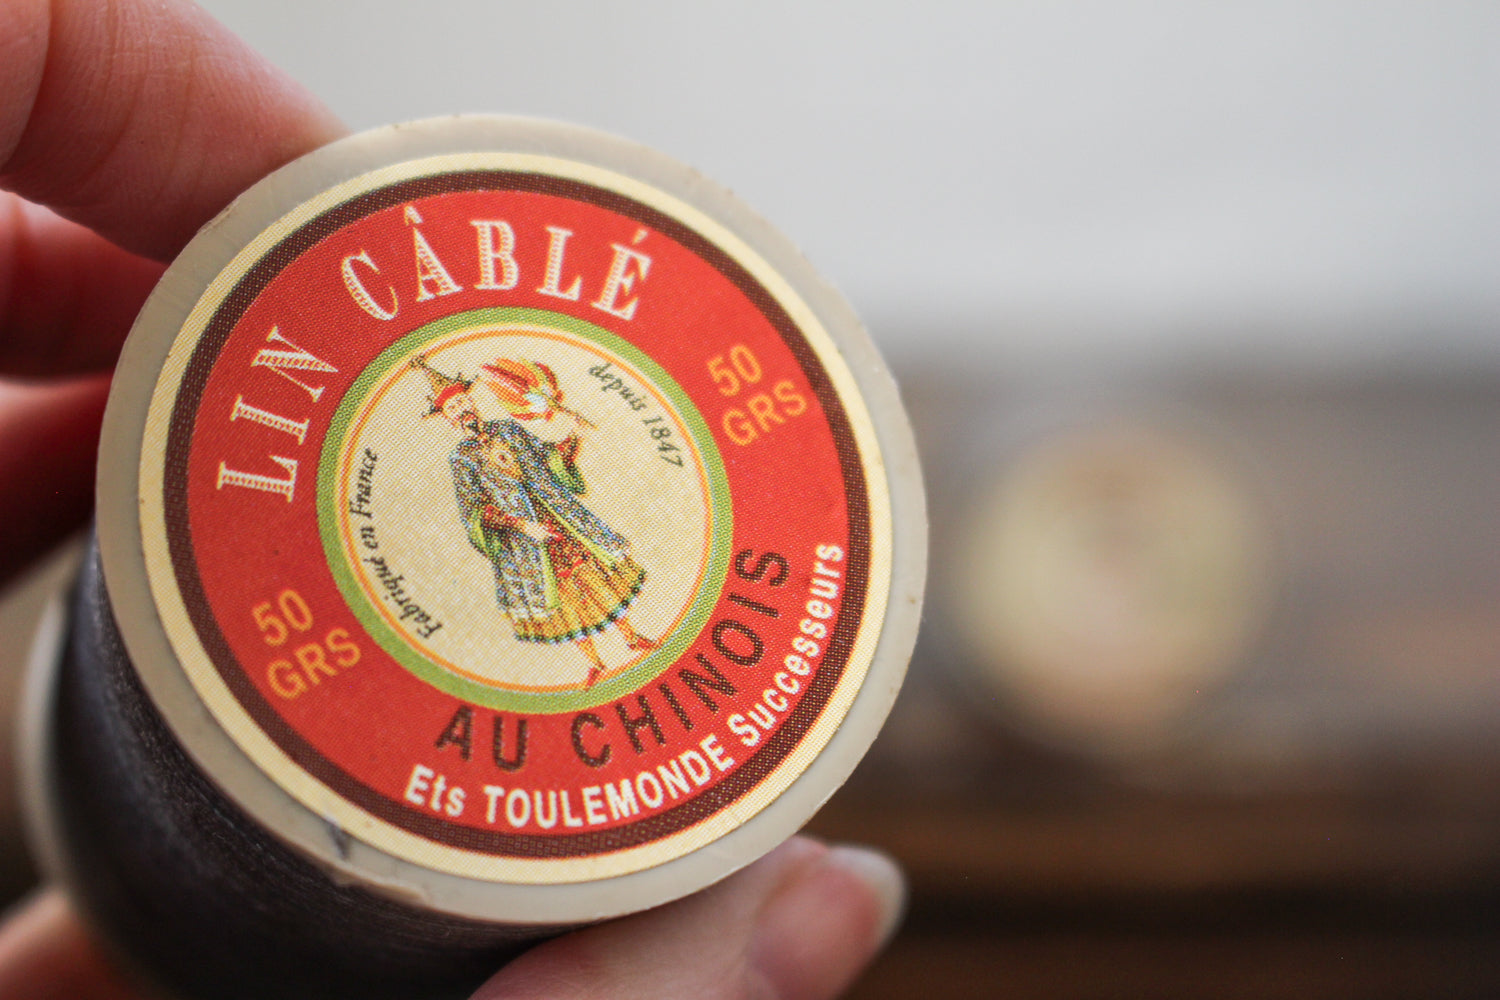 LIN CÂBLÉ
50
GRS
depuis 1847
Fabriqué en France
50
GRS
AU CHINOIS
Ets TOULEMONDE Successeurs